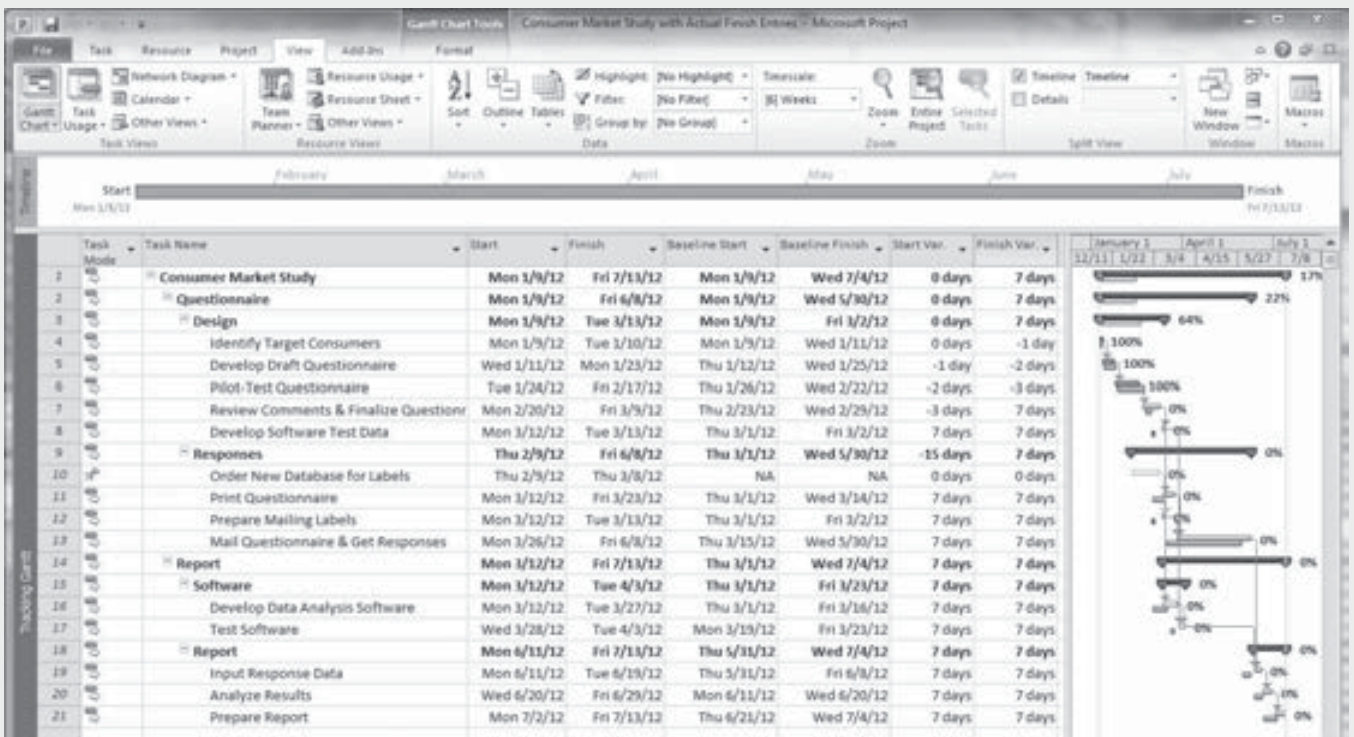 Gantt Chart Tools Consumer Market Study with Actual Finish Entries - Microsoft Project
File Task Resource Project View Add-Ins Format
Gantt Chart Task Usage Network Diagram Calendar Other Views Task Views
Team Planner Resource Usage Resource Sheet Other Views Resource Views
Sort Outline Tables Highlight: [No Highlight] Filter: [No Filter] Group by: [No Group] Data
Timescale: Weeks Zoom Entire Project Selected Tasks Zoom
Timeline Timeline Details Split View
New Window Window
Macros Macros
Timeline
February March April May June July
Start
Finish
Fri 7/13/12
Task Mode Task Name Start Finish Baseline Start Baseline Finish Start Var. Finish Var. January 1 April 1 July 1
12/11 1/22 3/4 4/15 5/27 7/8
1 Consumer Market Study Mon 1/9/12 Fri 7/13/12 Mon 1/9/12 Wed 7/4/12 0 days 7 days 17%
2 Questionnaire Mon 1/9/12 Fri 6/8/12 Mon 1/9/12 Wed 5/30/12 0 days 7 days 22%
3 Design Mon 1/9/12 Tue 3/13/12 Mon 1/9/12 Fri 3/2/12 0 days 7 days 64%
4 Identify Target Consumers Mon 1/9/12 Tue 1/10/12 Mon 1/9/12 Wed 1/11/12 0 days -1 day 100%
5 Develop Draft Questionnaire Wed 1/11/12 Mon 1/23/12 Thu 1/12/12 Wed 1/25/12 -1 day -2 days 100%
6 Pilot-Test Questionnaire Tue 1/24/12 Fri 2/17/12 Thu 1/26/12 Wed 2/22/12 -2 days -3 days 100%
7 Review Comments & Finalize Questionr Mon 2/20/12 Fri 3/9/12 Thu 2/23/12 Wed 2/29/12 -3 days 7 days 0%
8 Develop Software Test Data Mon 3/12/12 Tue 3/13/12 Thu 3/1/12 Fri 3/2/12 7 days 7 days 0%
9 Responses Thu 2/9/12 Fri 6/8/12 Thu 3/1/12 Wed 5/30/12 -15 days 7 days 0%
10 Order New Database for Labels Thu 2/9/12 Thu 3/8/12 NA NA 0 days 0 days 0%
11 Print Questionnaire Mon 3/12/12 Fri 3/23/12 Thu 3/1/12 Wed 3/14/12 7 days 7 days 0%
12 Prepare Mailing Labels Mon 3/12/12 Tue 3/13/12 Thu 3/1/12 Fri 3/2/12 7 days 7 days 0%
13 Mail Questionnaire & Get Responses Mon 3/26/12 Fri 6/8/12 Thu 3/15/12 Wed 5/30/12 7 days 7 days 0%
14 Report Mon 3/12/12 Fri 7/13/12 Thu 3/1/12 Wed 7/4/12 7 days 7 days 0%
15 Software Mon 3/12/12 Tue 4/3/12 Thu 3/1/12 Fri 3/23/12 7 days 7 days 0%
16 Develop Data Analysis Software Mon 3/12/12 Tue 3/27/12 Thu 3/1/12 Fri 3/16/12 7 days 7 days 0%
17 Test Software Wed 3/28/12 Tue 4/3/12 Mon 3/19/12 Fri 3/23/12 7 days 7 days 0%
18 Report Mon 6/11/12 Fri 7/13/12 Thu 5/31/12 Wed 7/4/12 7 days 7 days 0%
19 Input Response Data Mon 6/11/12 Tue 6/19/12 Thu 5/31/12 Fri 6/8/12 7 days 7 days 0%
20 Analyze Results Wed 6/20/12 Fri 6/29/12 Mon 6/11/12 Wed 6/20/12 7 days 7 days 0%
21 Prepare Report Mon 7/2/12 Fri 7/13/12 Thu 6/21/12 Wed 7/4/12 7 days 7 days 0%
Tracking Gantt